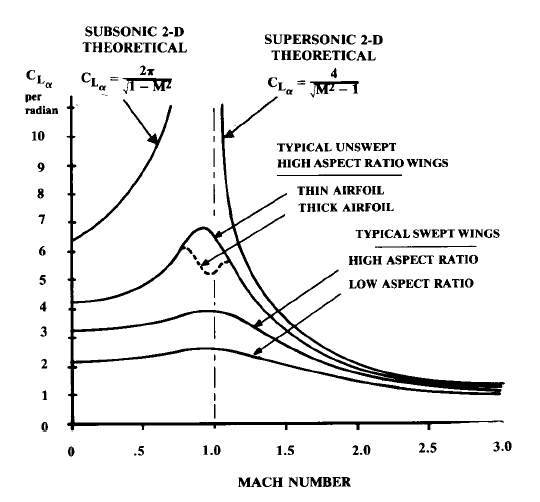 SUBSONIC 2-D
THEORETICAL
C_Lα = 2π / √(1 – M²)
SUPERSONIC 2-D
THEORETICAL
C_Lα = 4 / √(M² – 1)
C_Lα
per
radian
TYPICAL UNSWEPT
HIGH ASPECT RATIO WINGS
THIN AIRFOIL
THICK AIRFOIL
TYPICAL SWEPT WINGS
HIGH ASPECT RATIO
LOW ASPECT RATIO
10
9
8
7
6
5
4
3
2
1
0
0 .5 1.0 1.5 2.0 2.5 3.0
MACH NUMBER